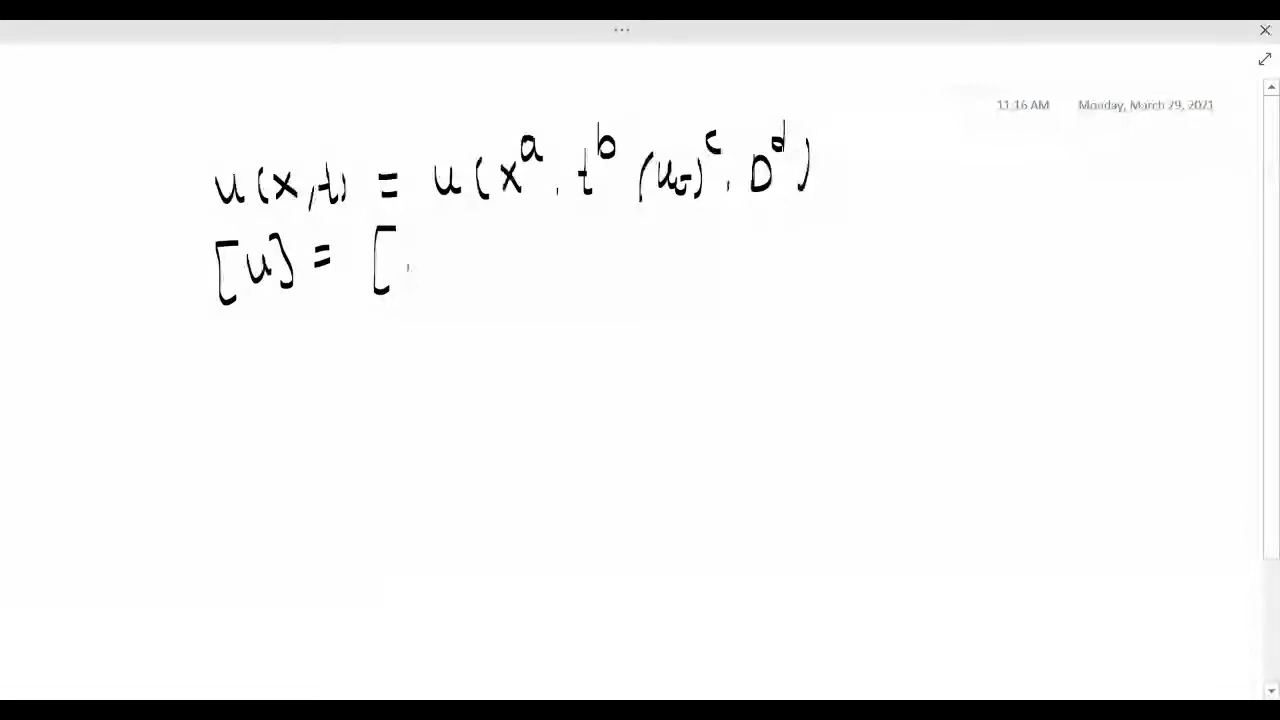 11:16 AM Monday, March 29, 2021
u(x,t) = u(x^a . t^b (u_0)^c . D^d)
[u] = [